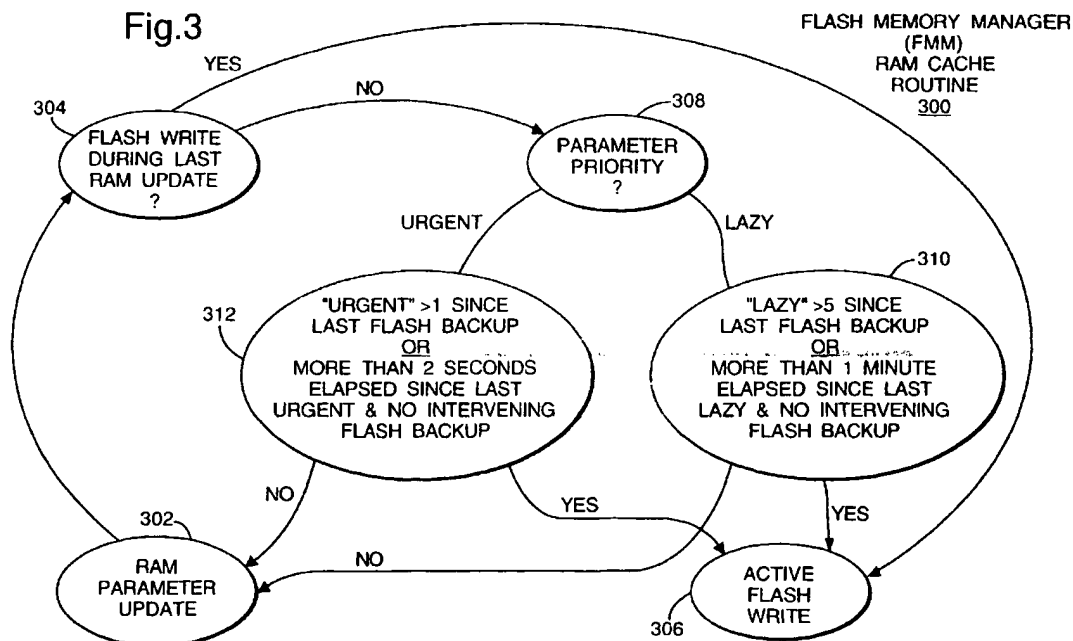 Fig.3
FLASH MEMORY MANAGER
(FMM)
RAM CACHE
ROUTINE
300
YES
NO
304
FLASH WRITE
DURING LAST
RAM UPDATE
?
308
PARAMETER
PRIORITY
?
URGENT
LAZY
312
"URGENT" >1 SINCE
LAST FLASH BACKUP
OR
MORE THAN 2 SECONDS
ELAPSED SINCE LAST
URGENT & NO INTERVENING
FLASH BACKUP
310
"LAZY" >5 SINCE
LAST FLASH BACKUP
OR
MORE THAN 1 MINUTE
ELAPSED SINCE LAST
LAZY & NO INTERVENING
FLASH BACKUP
NO
YES
YES
NO
302
RAM
PARAMETER
UPDATE
306
ACTIVE
FLASH
WRITE